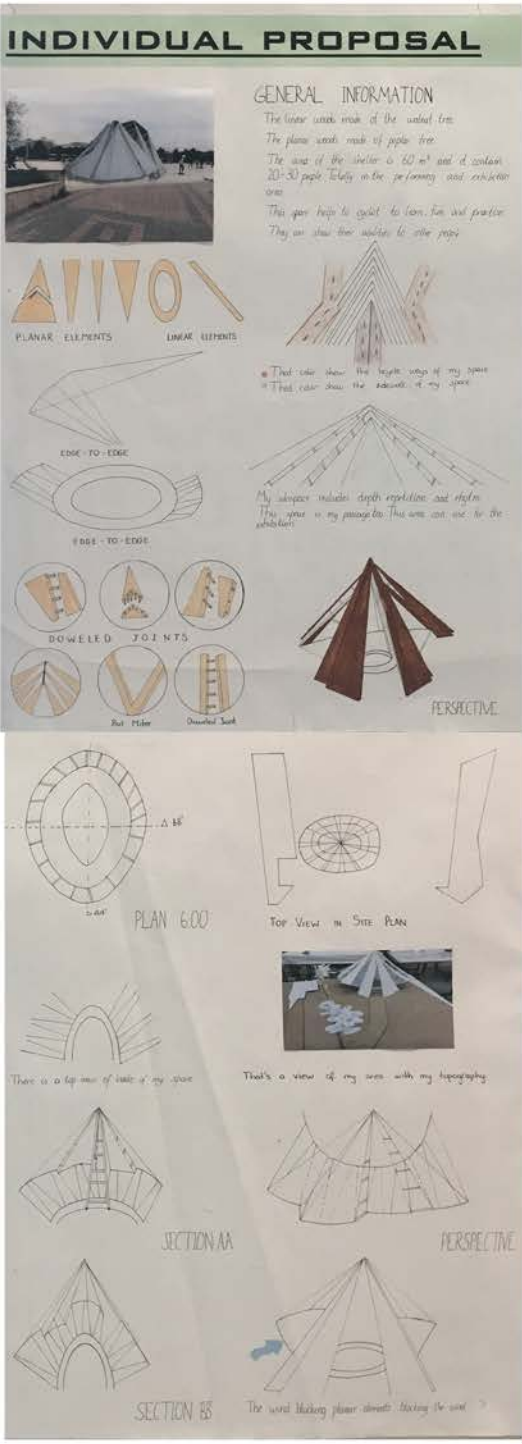 INDIVIDUAL PROPOSAL
GENERAL INFORMATION
The linear woods made of the walnut tree.
The planar woods made of poplar tree.
The area of the shelter is 60 m² and it contain
20-30 people Totally in the performing and exhibition
area.
This space helps to cyclist to learn, fun and practice.
They can show their abilities to other people
PLANAR ELEMENTS
LINEAR ELEMENTS
That color show the bicycle ways of my space
That color show the sidewalk of my space.
EDGE-TO-EDGE
My includes depth repetition and rhythm
This space is my passage too. This area can use for the
exhibition.
EDGE-TO-EDGE
DOWELED JOINTS
Miter
Doweled Joint
PERSPECTIVE
BB'
AA'
PLAN 6.00
TOP VIEW IN SITE PLAN
There is a top view of of my space
That's a view of my area with my topography.
SECTION AA
PERSPECTIVE
SECTION BB'
The wind blocking planar elements blocking the wind